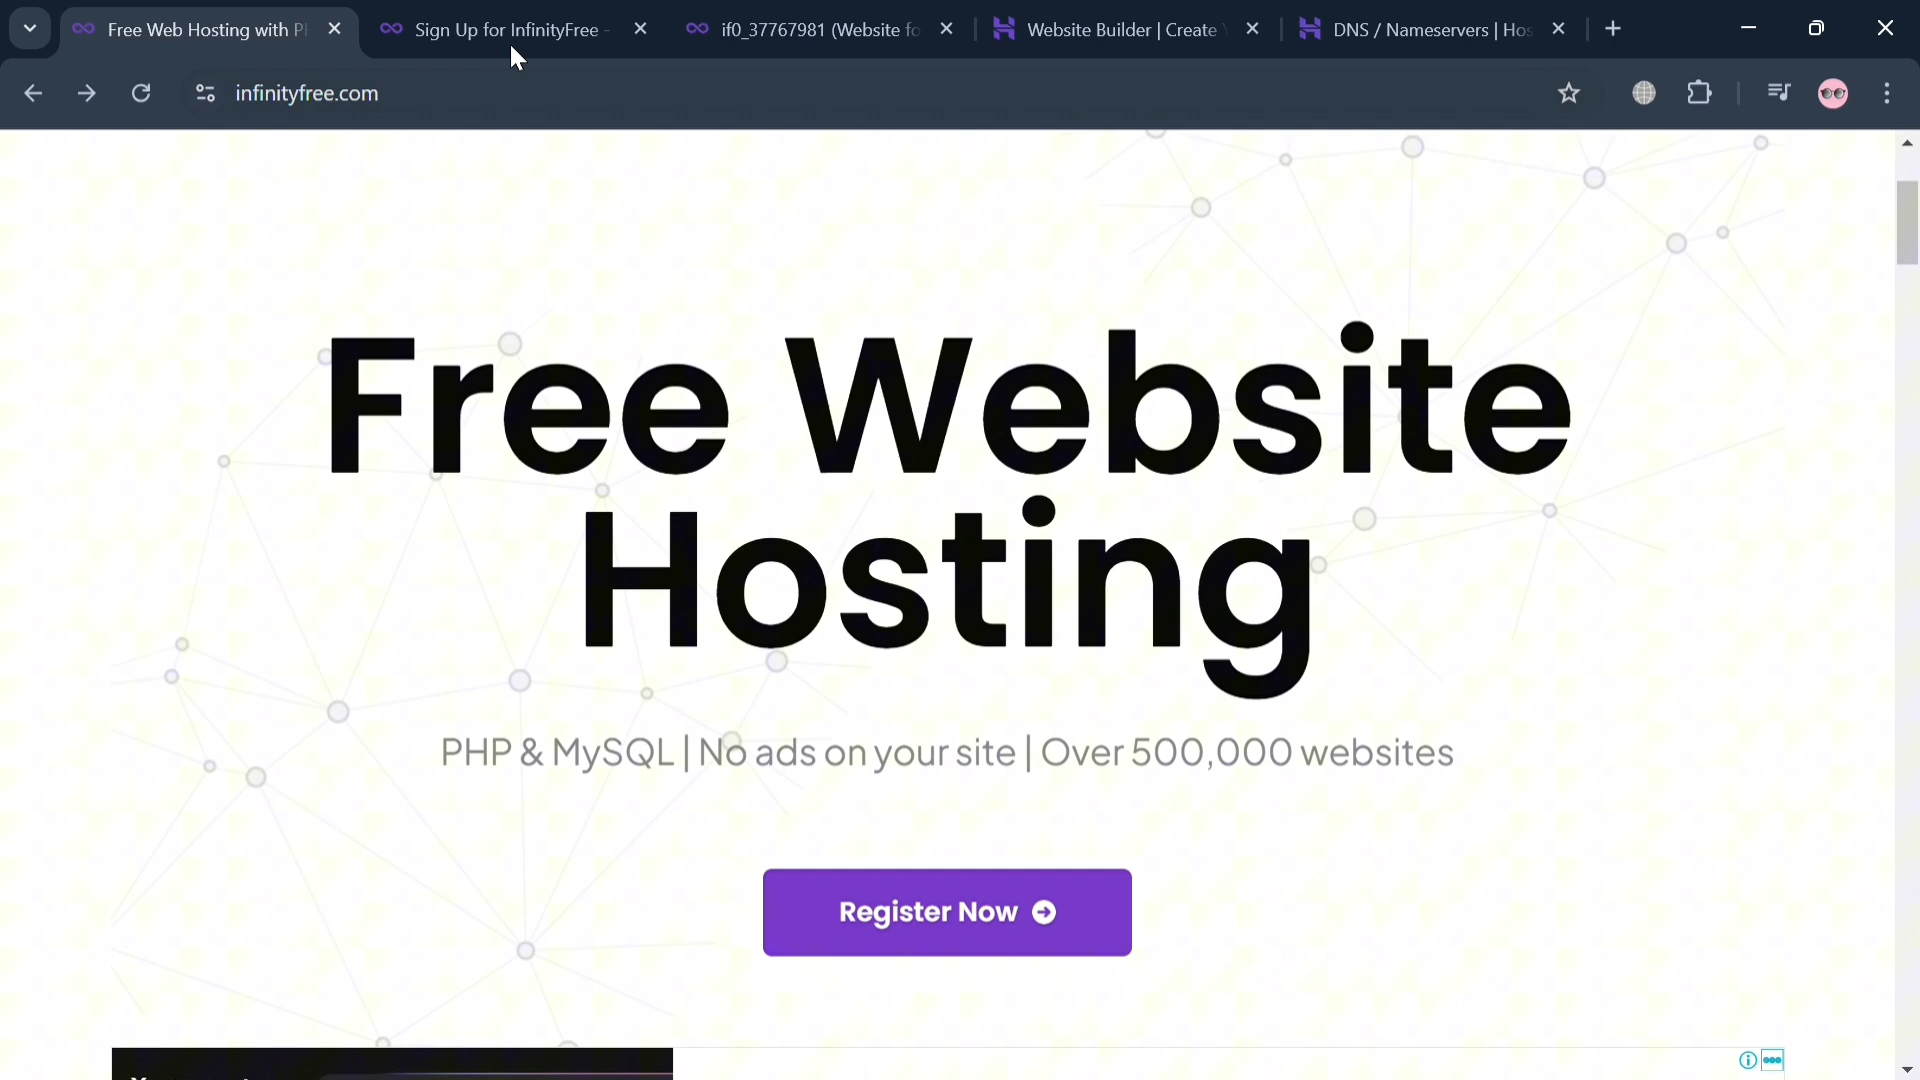 Free Web Hosting with P
Sign Up for InfinityFree -
if0_37767981 (Website fo
Website Builder | Create
DNS / Nameservers | Hos
infinityfree.com
Free Website
Hosting
PHP & MySQL | No ads on your site | Over 500,000 websites
Register Now